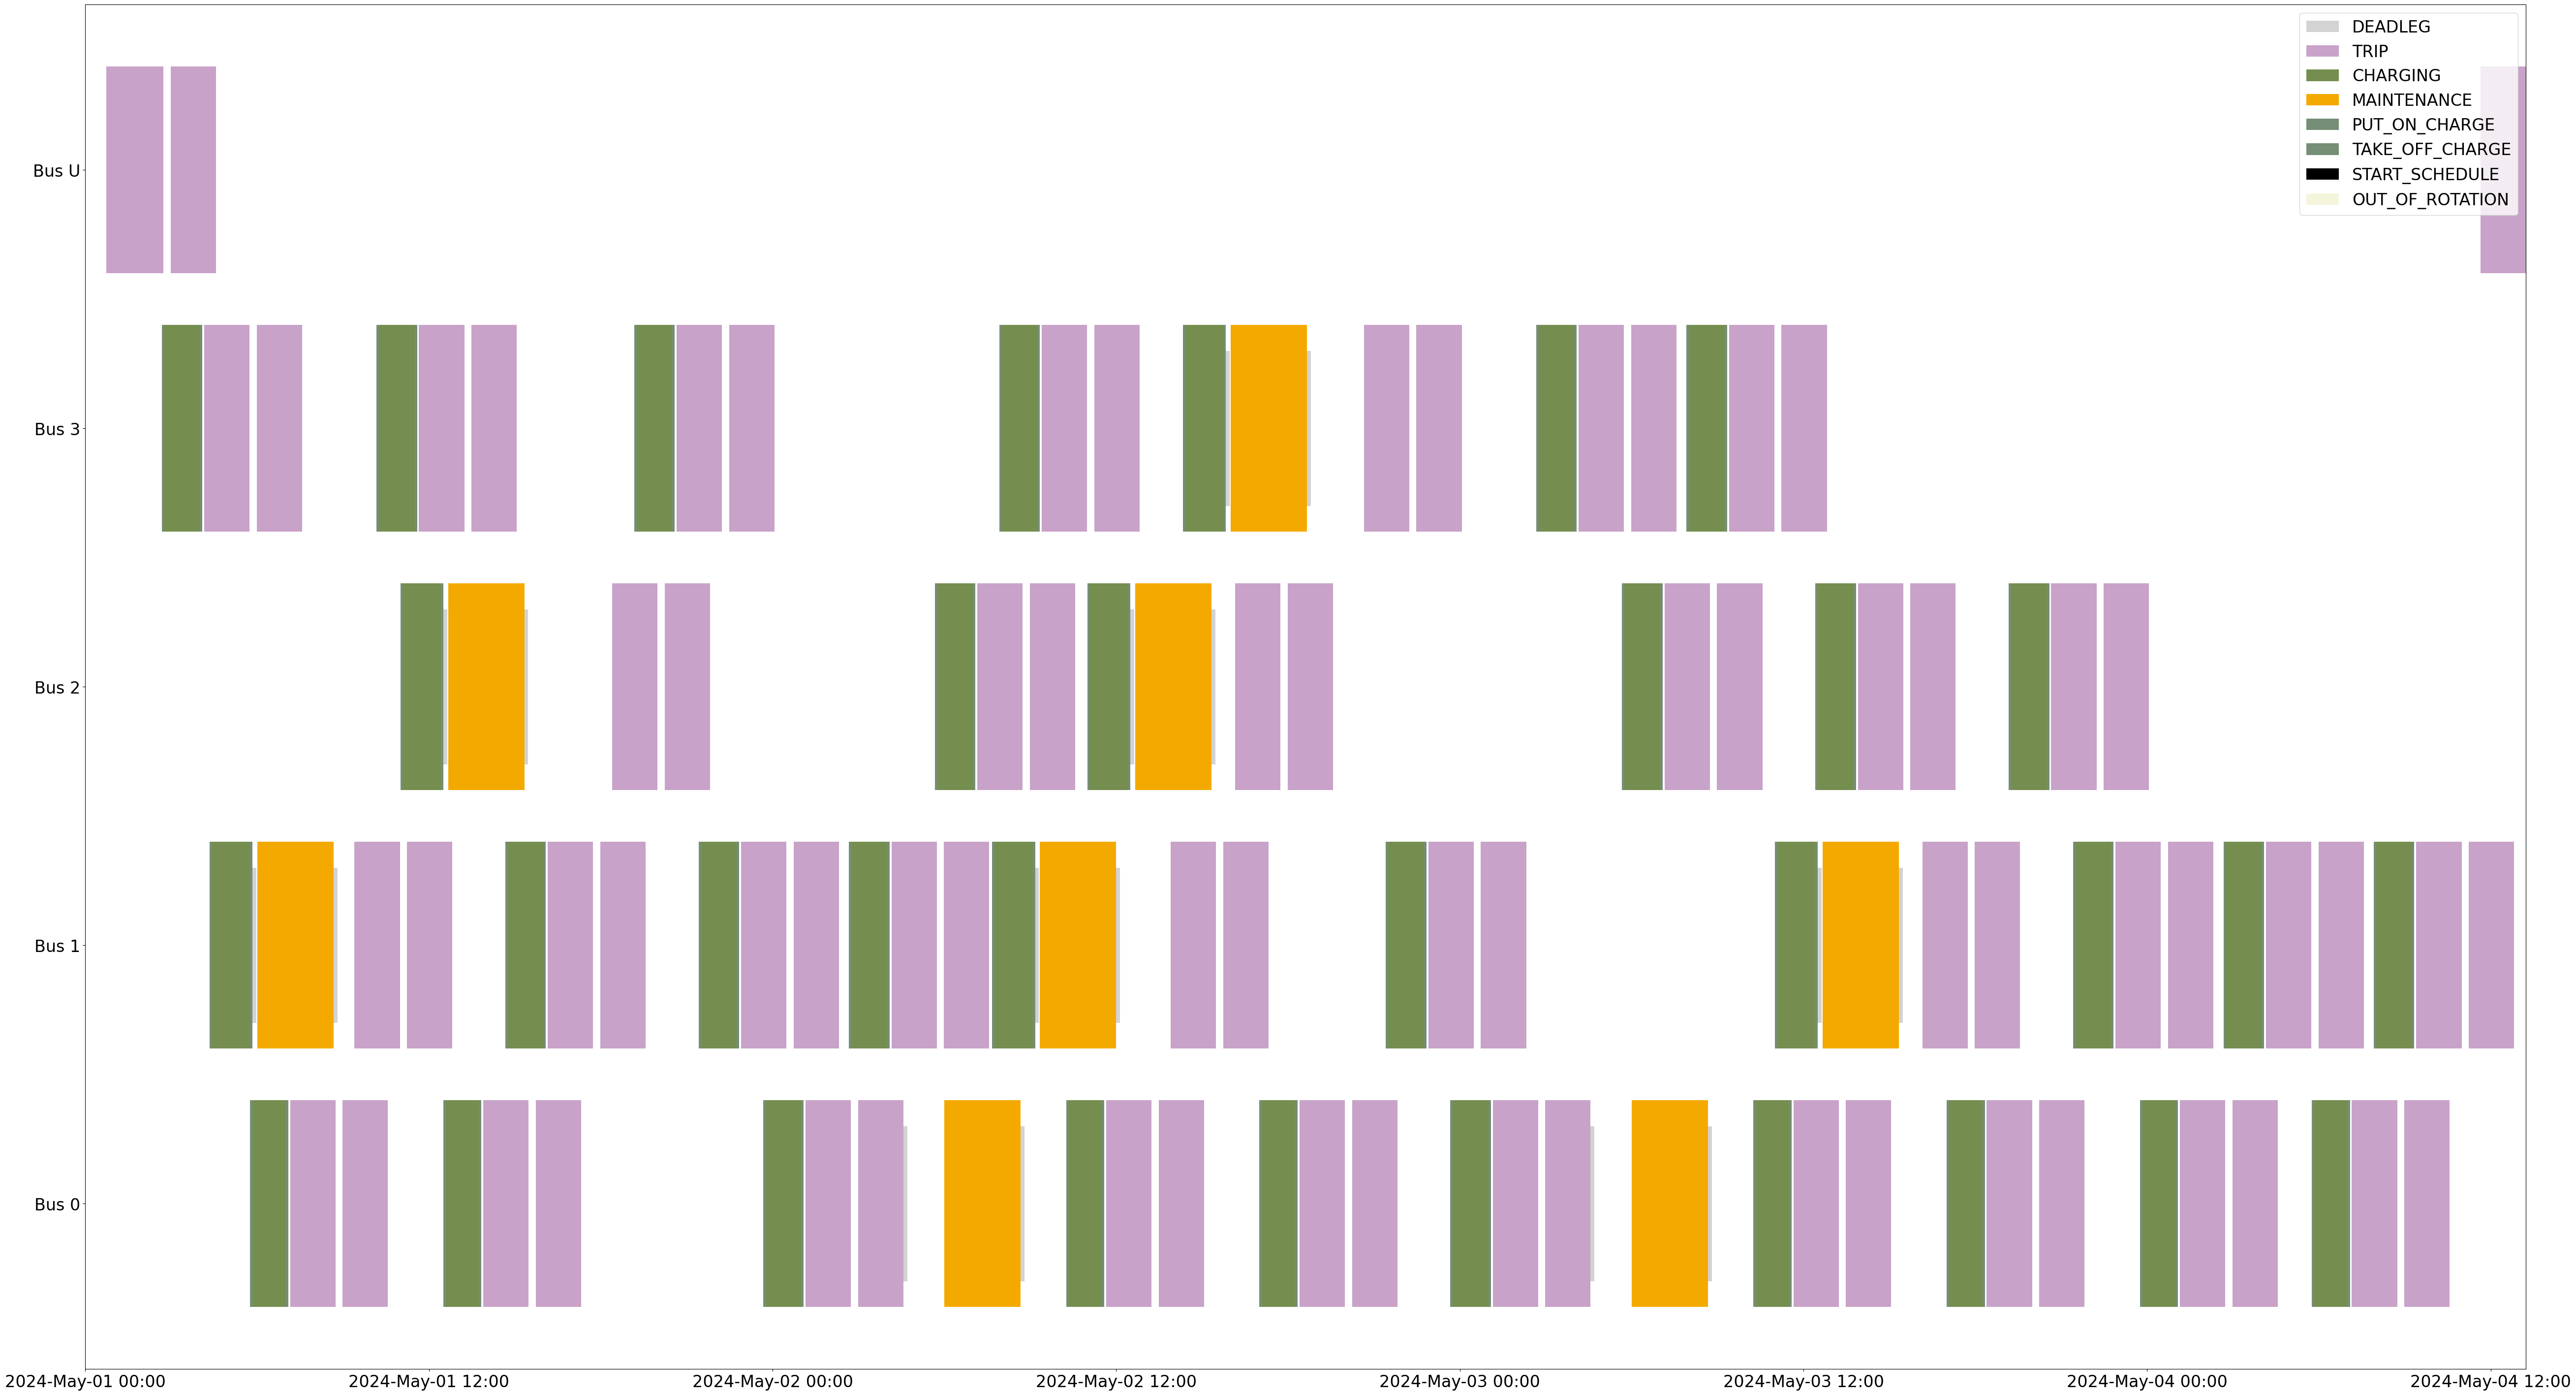 DEADLEG
TRIP
CHARGING
MAINTENANCE
PUT_ON_CHARGE
TAKE_OFF_CHARGE
START_SCHEDULE
OUT_OF_ROTATION
Bus U
Bus 3
Bus 2
Bus 1
Bus 0
2024-May-01 00:00 2024-May-01 12:00 2024-May-02 00:00 2024-May-02 12:00 2024-May-03 00:00 2024-May-03 12:00 2024-May-04 00:00 2024-May-04 12:00